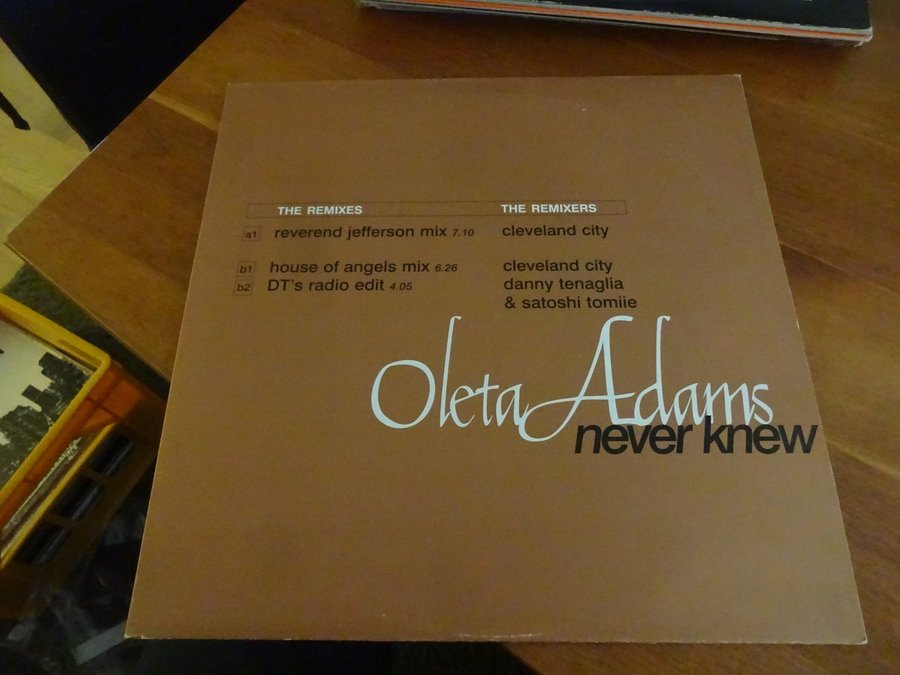 THE REMIXES THE REMIXERS
a1 reverend jefferson mix 7.10 cleveland city
b1 house of angels mix 6.26 cleveland city
b2 DT's radio edit 4.05 danny tenaglia
& satoshi tomiie
Oleta Adams
never knew